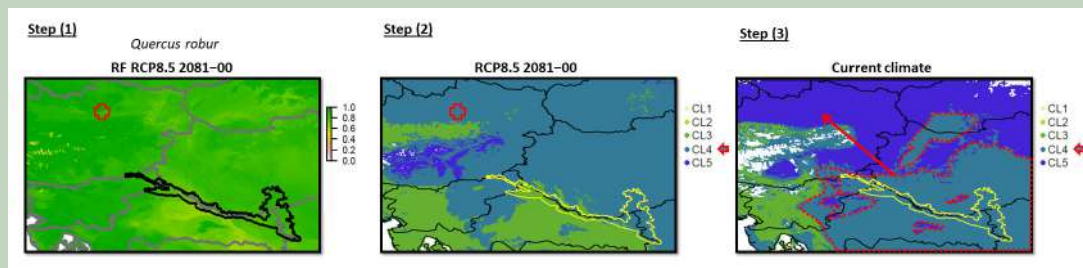 Step (1)
Quercus robur
RF RCP8.5 2081–00
1.0
0.8
0.6
0.4
0.2
0.0
Step (2)
RCP8.5 2081–00
CL1
CL2
CL3
CL4
CL5
Step (3)
Current climate
CL1
CL2
CL3
CL4
CL5